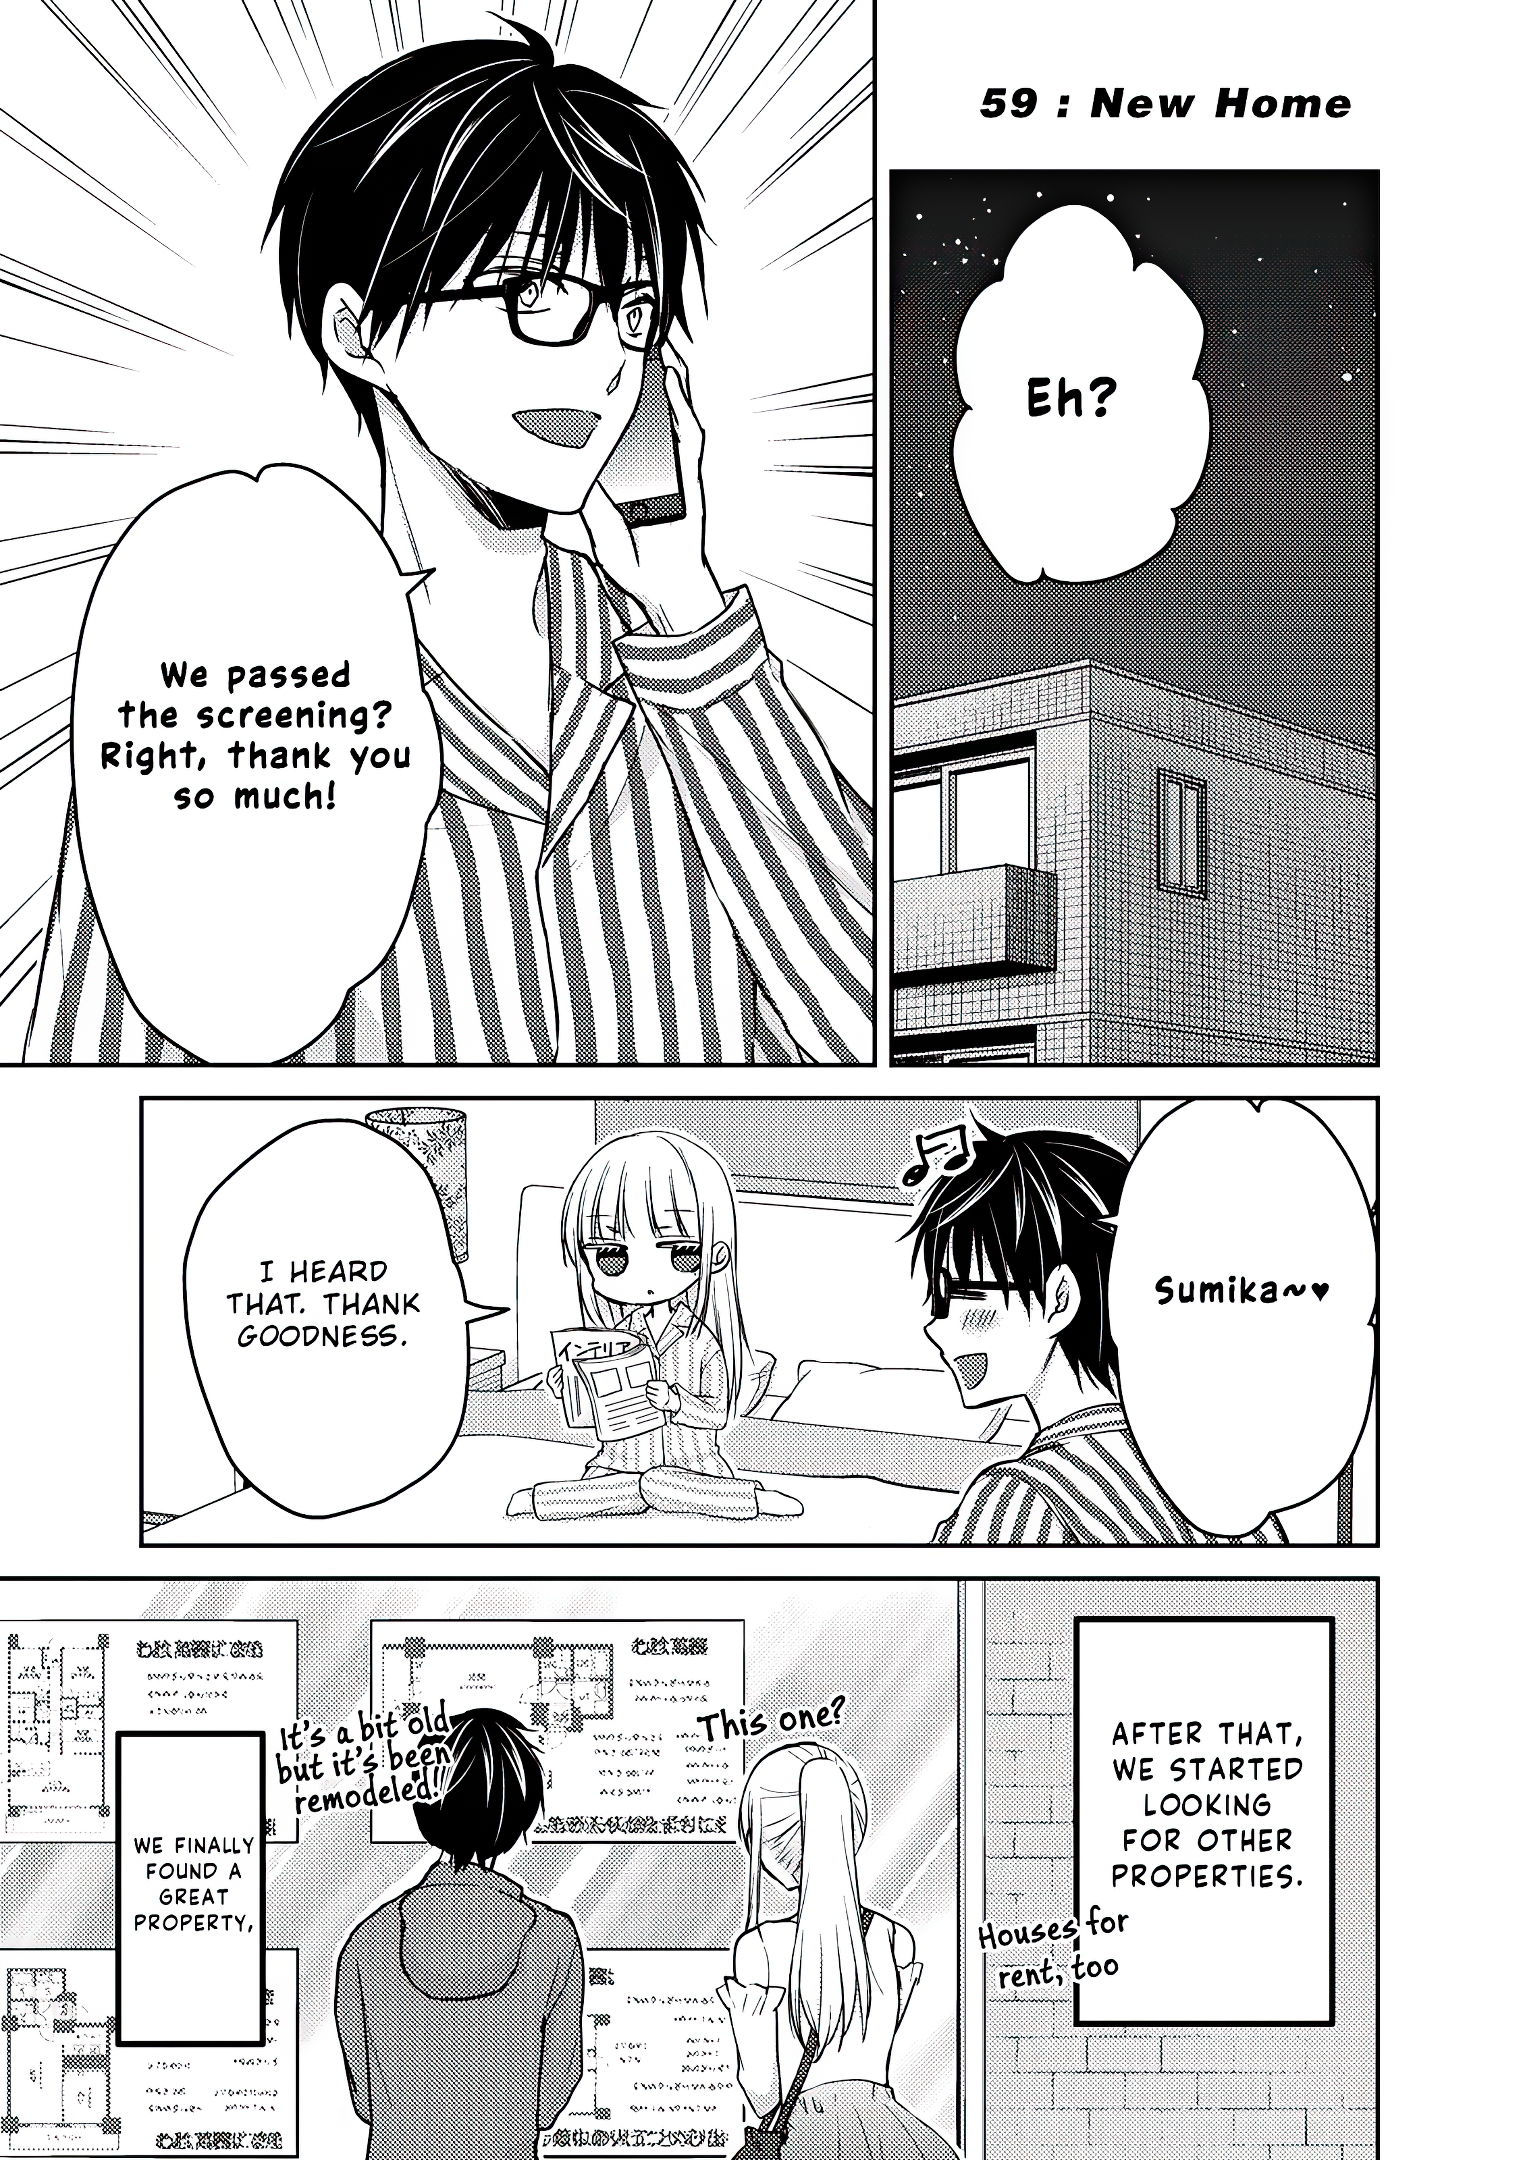 59 : New Home
Eh?
We passed
the screening?
Right, thank you
so much!
Sumika~♥
I HEARD
THAT. THANK
GOODNESS.
インテリア
AFTER THAT,
WE STARTED
LOOKING
FOR OTHER
PROPERTIES.
Houses for
rent, too
This one?
It's a bit old
but it's been
remodeled!
WE FINALLY
FOUND A
GREAT
PROPERTY,